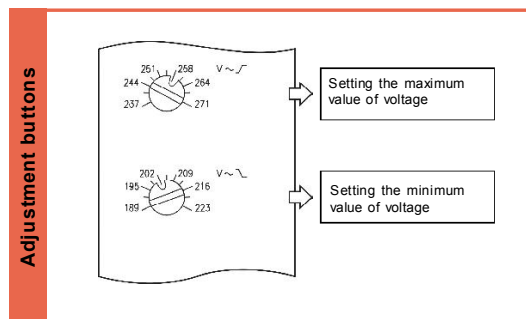 Adjustment buttons
251 258 V~
244 264
237 271
Setting the maximum
value of voltage
202 209 V~
195 216
189 223
Setting the minimum
value of voltage